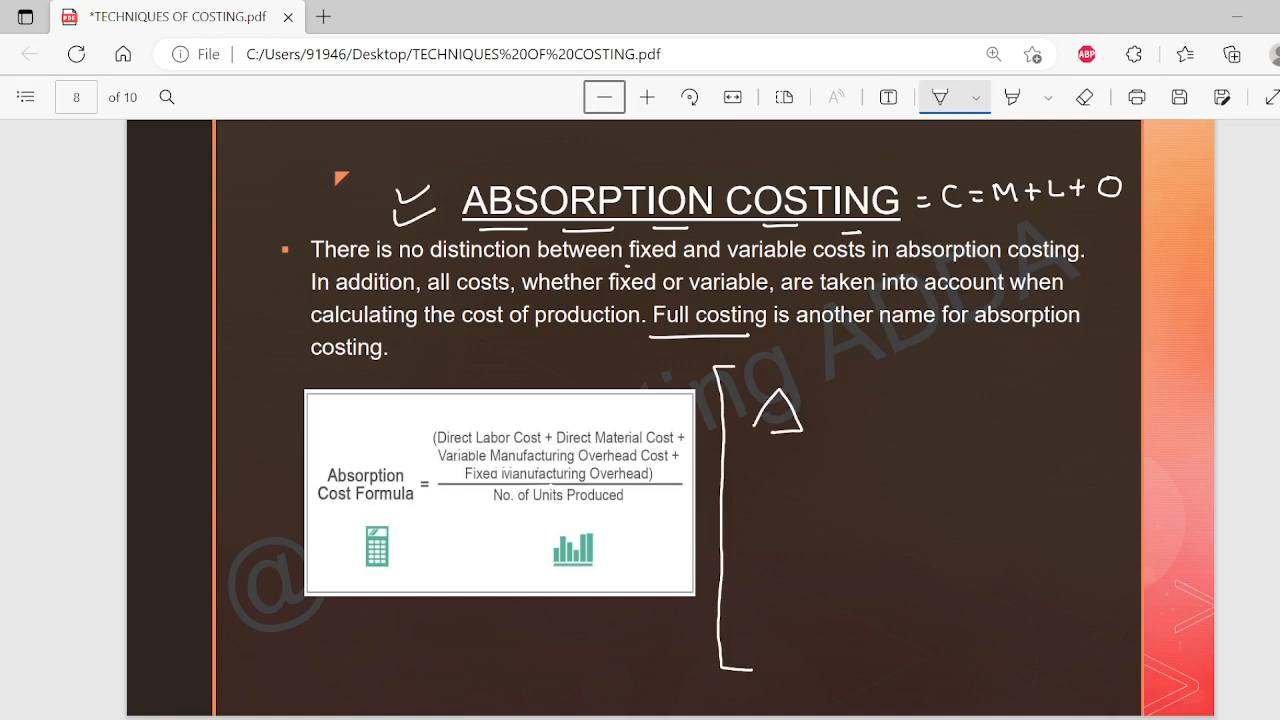 *TECHNIQUES OF COSTING.pdf
File C:/Users/91946/Desktop/TECHNIQUES%20OF%20COSTING.pdf
ABP
8 of 10
ABSORPTION COSTING = C = M + L + O
There is no distinction between fixed and variable costs in absorption costing.
In addition, all costs, whether fixed or variable, are taken into account when
calculating the cost of production. Full costing is another name for absorption
costing.
(Direct Labor Cost + Direct Material Cost +
Variable Manufacturing Overhead Cost +
Fixed Manufacturing Overhead)
Absorption
Cost Formula =
No. of Units Produced
@ ting ADDA